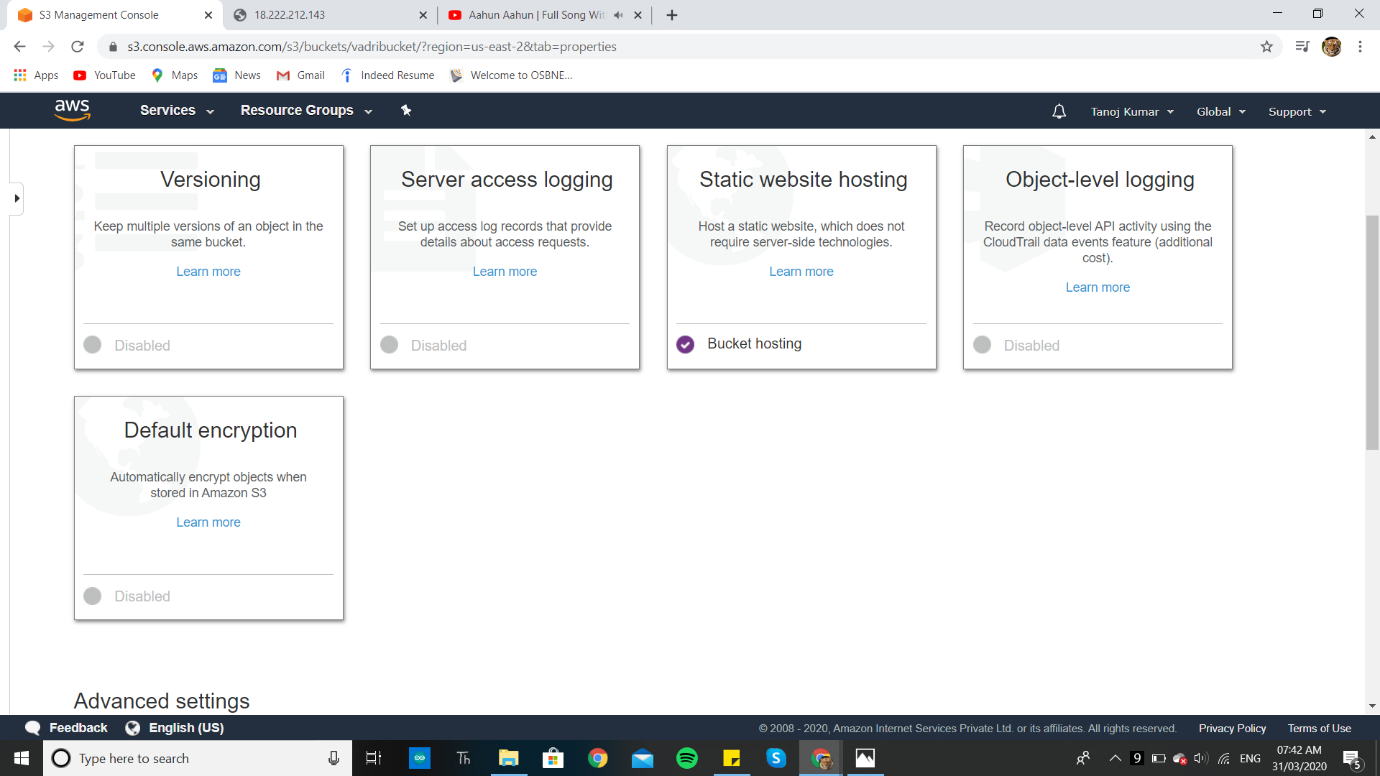 S3 Management Console
18.222.212.143
Aahun Aahun | Full Song Wit
s3.console.aws.amazon.com/s3/buckets/vadribucket/?region=us-east-2&tab=properties
Apps
YouTube
Maps
News
Gmail
Indeed Resume
Welcome to OSBNE...
aws
Services
Resource Groups
Tanoj Kumar
Global
Support
Versioning
Keep multiple versions of an object in the
same bucket.
Learn more
Disabled
Server access logging
Set up access log records that provide
details about access requests.
Learn more
Disabled
Static website hosting
Host a static website, which does not
require server-side technologies.
Learn more
Bucket hosting
Object-level logging
Record object-level API activity using the
CloudTrail data events feature (additional
cost).
Learn more
Disabled
Default encryption
Automatically encrypt objects when
stored in Amazon S3
Learn more
Disabled
Advanced settings
Feedback
English (US)
© 2008 - 2020, Amazon Internet Services Private Ltd. or its affiliates. All rights reserved.
Privacy Policy
Terms of Use
Type here to search
Th
9
ENG
07:42 AM
31/03/2020
5